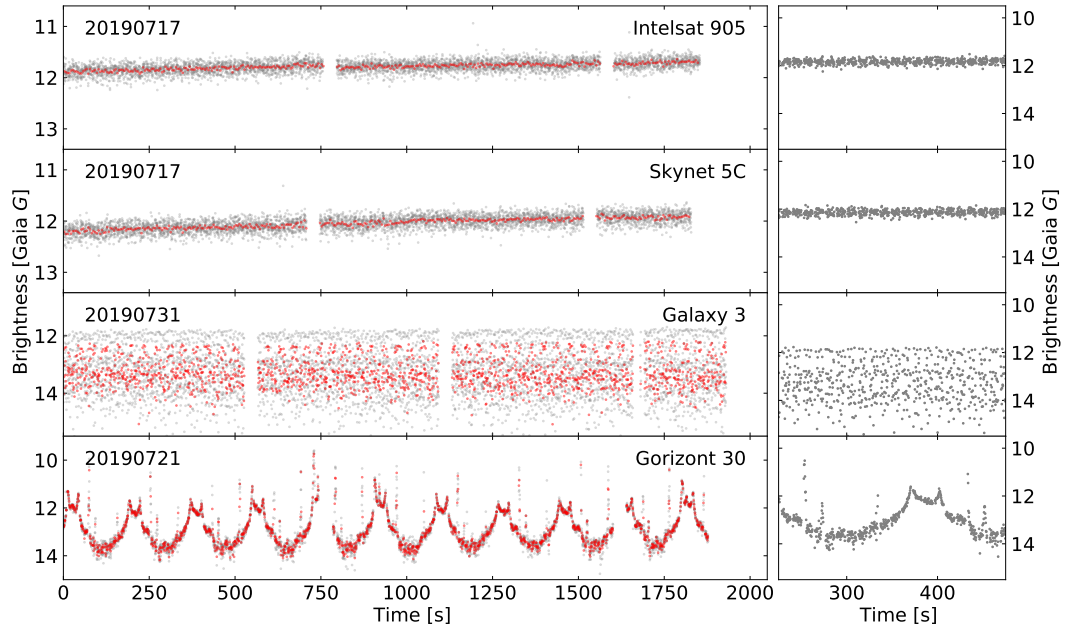 20190717 Intelsat 905
11
12
13
10
12
14
20190717 Skynet 5C
11
12
13
10
12
14
20190731 Galaxy 3
12
14
10
12
14
20190721 Gorizont 30
10
12
14
10
12
14
0 250 500 750 1000 1250 1500 1750 2000
300 400
Time [s]
Time [s]
Brightness [Gaia G]
Brightness [Gaia G]